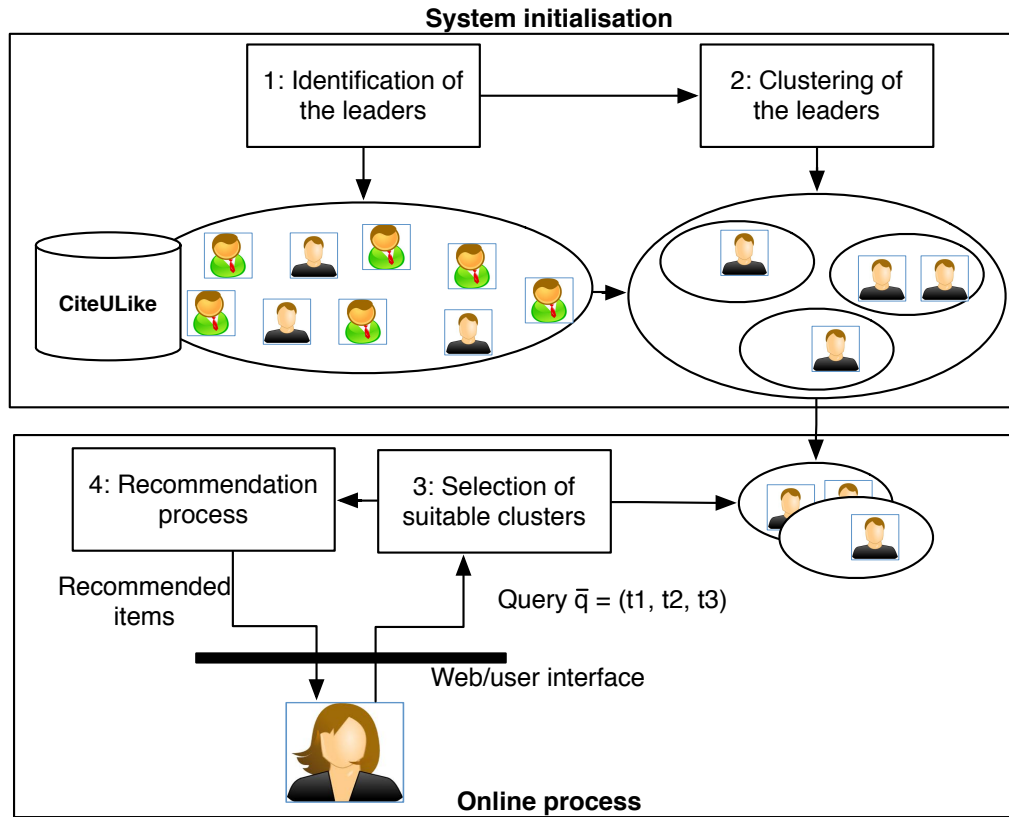 System initialisation
1: Identification of
the leaders
2: Clustering of
the leaders
CiteULike
4: Recommendation
process
3: Selection of
suitable clusters
Recommended
items
Query q̅ = (t1, t2, t3)
Web/user interface
Online process